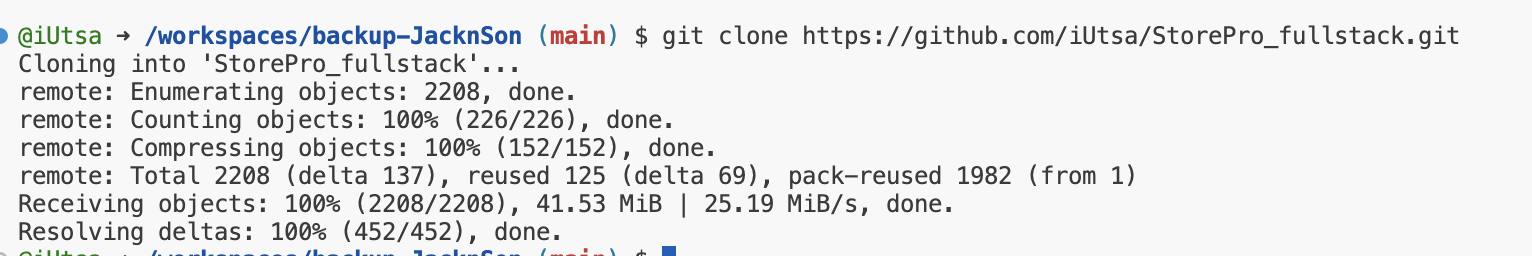 @iUtsa → /workspaces/backup-JacknSon (main) $ git clone https://github.com/iUtsa/StorePro_fullstack.git
Cloning into 'StorePro_fullstack'...
remote: Enumerating objects: 2208, done.
remote: Counting objects: 100% (226/226), done.
remote: Compressing objects: 100% (152/152), done.
remote: Total 2208 (delta 137), reused 125 (delta 69), pack-reused 1982 (from 1)
Receiving objects: 100% (2208/2208), 41.53 MiB | 25.19 MiB/s, done.
Resolving deltas: 100% (452/452), done.
@iUtsa → /workspaces/backup-JacknSon (main) $